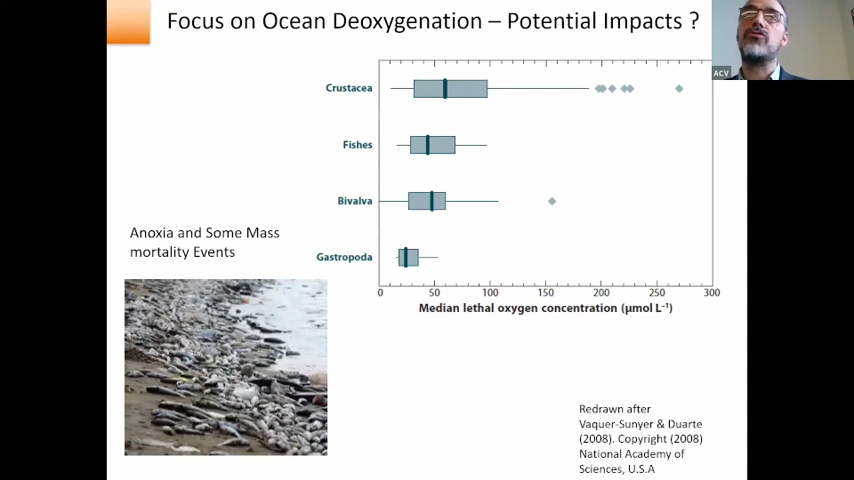 Focus on Ocean Deoxygenation – Potential Impacts ?
ACV
Crustacea
Fishes
Bivalva
Gastropoda
0 50 100 150 200 250 300
Median lethal oxygen concentration (µmol L⁻¹)
Anoxia and Some Mass
mortality Events
Redrawn after
Vaquer-Sunyer & Duarte
(2008). Copyright (2008)
National Academy of
Sciences, U.S.A